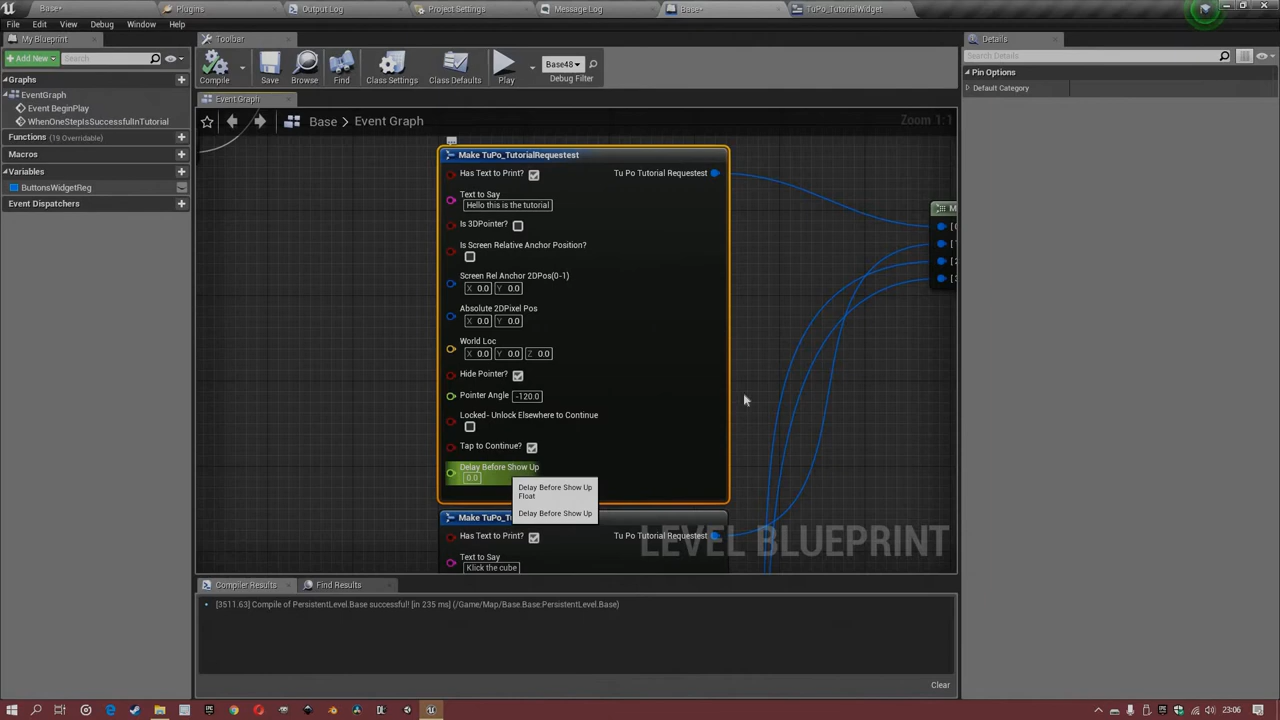 Base*
Plugins
Output Log
Project Settings
Message Log
Base*
TuPo_TutorialWidget
File Edit View Debug Window Help
My Blueprint
Toolbar
Details
Add New
Search
Compile
Save
Browse
Find
Class Settings
Class Defaults
Play
Base48
Debug Filter
Search Details
Pin Options
Default Category
Graphs
EventGraph
Event BeginPlay
WhenOneStepIsSuccessfulInTutorial
Functions (19 Overridable)
Macros
Variables
ButtonsWidgetReg
Event Dispatchers
Event Graph
Base > Event Graph
Zoom 1:1
Make TuPo_TutorialRequestest
Has Text to Print?
Tu Po Tutorial Requestest
Text to Say
Hello this is the tutorial
Is 3DPointer?
Is Screen Relative Anchor Position?
Screen Rel Anchor 2DPos(0-1)
X 0.0 Y 0.0
Absolute 2DPixel Pos
X 0.0 Y 0.0
World Loc
X 0.0 Y 0.0 Z 0.0
Hide Pointer?
Pointer Angle -120.0
Locked- Unlock Elsewhere to Continue
Tap to Continue?
Delay Before Show Up
0.0
Delay Before Show Up
Float
Delay Before Show Up
Make TuPo_Tu
Has Text to Print?
Tu Po Tutorial Requestest
Text to Say
Klick the cube
LEVEL BLUEPRINT
Compiler Results
Find Results
[3511.63] Compile of PersistentLevel.Base successful! [in 235 ms] (/Game/Map/Base.Base:PersistentLevel.Base)
Clear
23:06